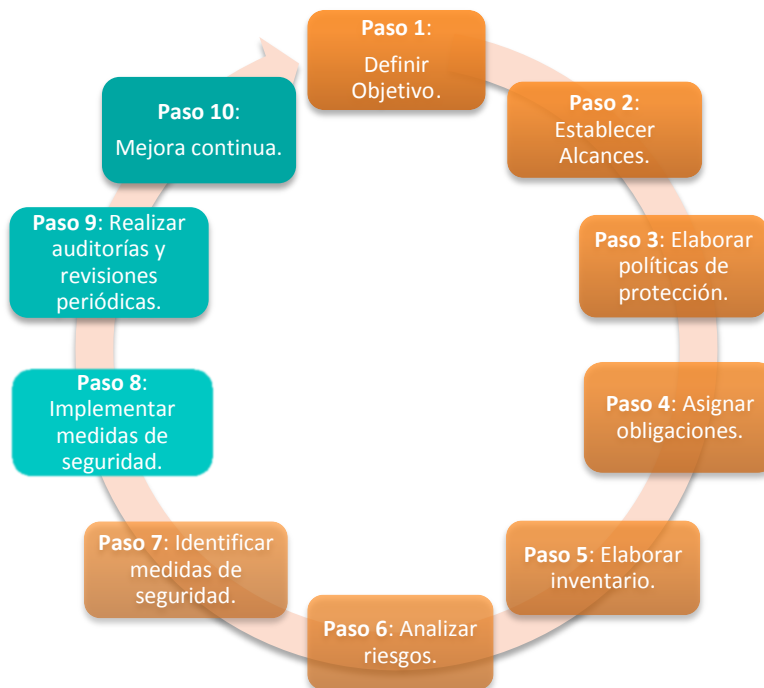 Paso 1:
Definir
Objetivo.
Paso 2:
Establecer
Alcances.
Paso 3: Elaborar
políticas de
protección.
Paso 4: Asignar
obligaciones.
Paso 5: Elaborar
inventario.
Paso 6: Analizar
riesgos.
Paso 7: Identificar
medidas de
seguridad.
Paso 8:
Implementar
medidas de
seguridad.
Paso 9: Realizar
auditorías y
revisiones
periódicas.
Paso 10:
Mejora continua.